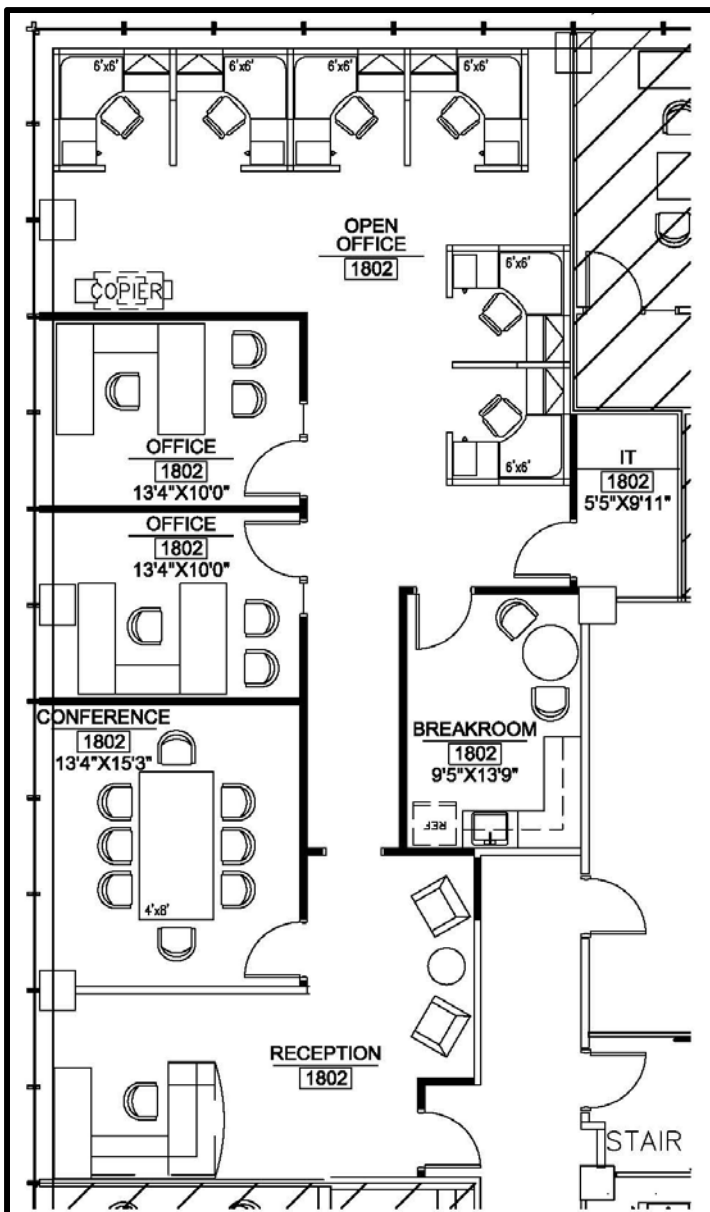 6'x6' 6'x6' 6'x6' 6'x6'
OPEN
OFFICE
1802
6'x6'
COPIER
OFFICE
1802
13'4"X10'0"
6'x6'
IT
1802
5'5"X9'11"
OFFICE
1802
13'4"X10'0"
CONFERENCE
1802
13'4"X15'3"
BREAKROOM
1802
9'5"X13'9"
REF
4'x8'
RECEPTION
1802
STAIR